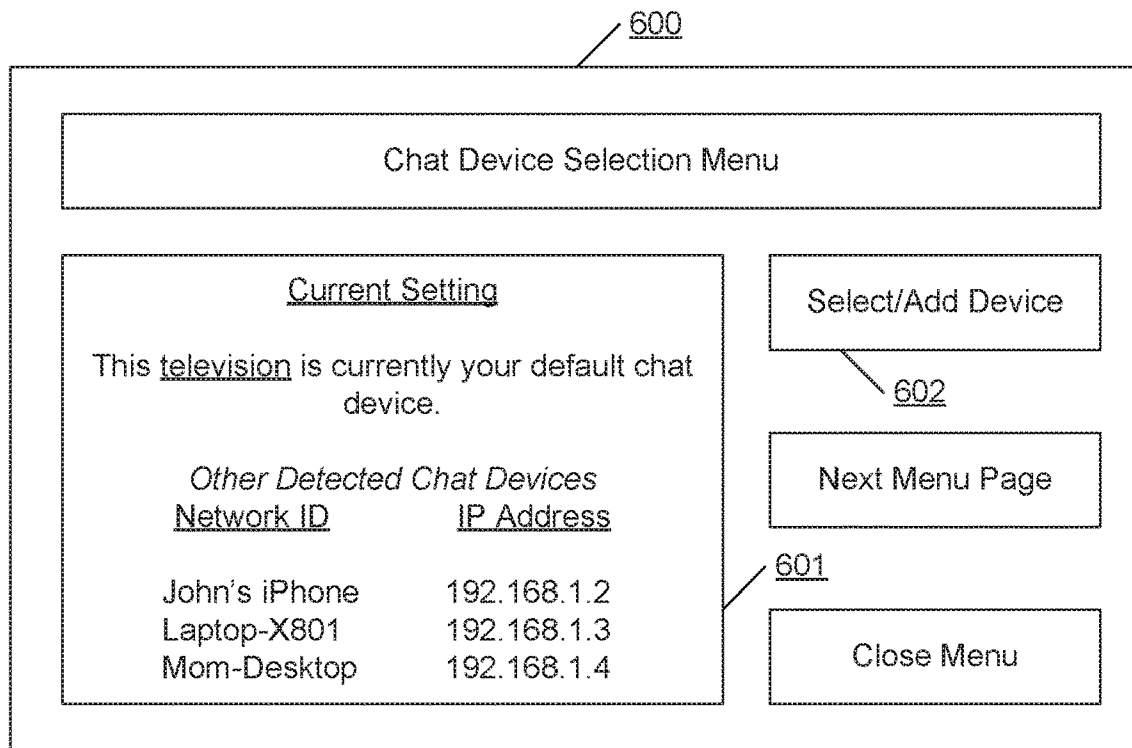 600
Chat Device Selection Menu
Current Setting
This television is currently your default chat
device.
Other Detected Chat Devices
Network ID IP Address
John's iPhone 192.168.1.2
Laptop-X801 192.168.1.3
Mom-Desktop 192.168.1.4
Select/Add Device
602
Next Menu Page
601
Close Menu